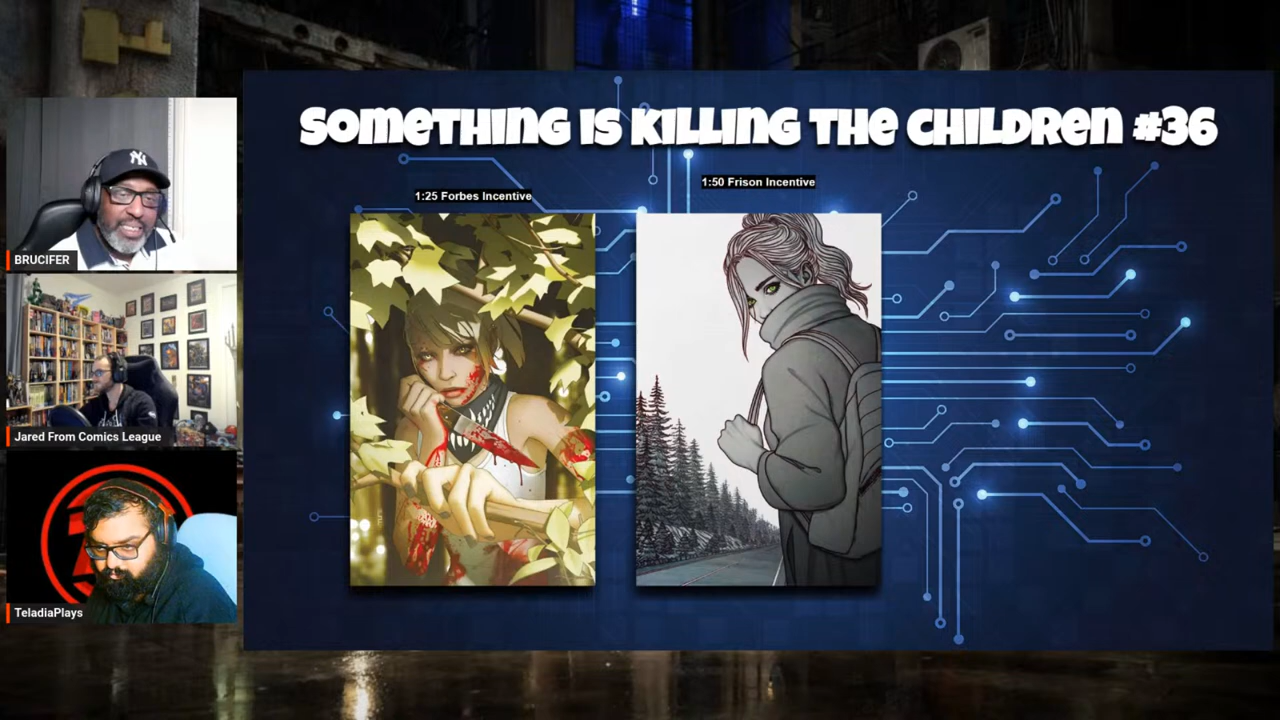 SOMETHING IS KILLING THE CHILDREN #36
1:25 Forbes Incentive
1:50 Frison Incentive
NY
BRUCIFER
Jared From Comics League
TeladiaPlays